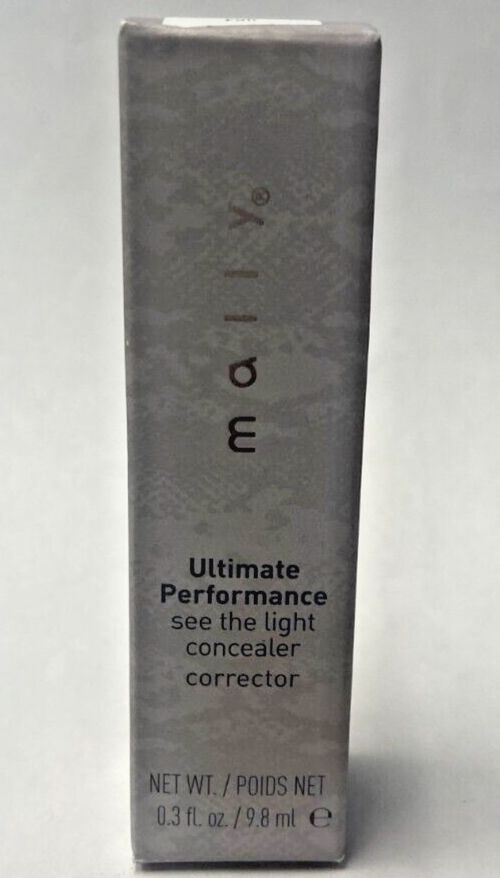 mally®
Ultimate
Performance
see the light
concealer
corrector
NET WT. / POIDS NET
0.3 fl. oz. / 9.8 ml ℮